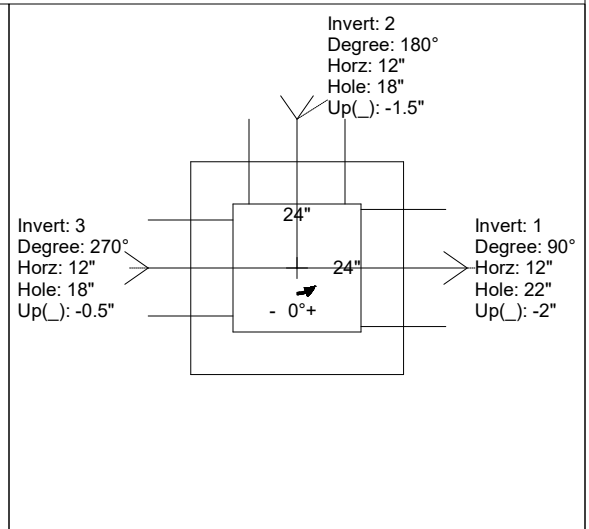 Invert: 2
Degree: 180°
Horz: 12"
Hole: 18"
Up(_): -1.5"
24"
Invert: 3
Degree: 270°
Horz: 12"
Hole: 18"
Up(_): -0.5"
24"
- 0°+
Invert: 1
Degree: 90°
Horz: 12"
Hole: 22"
Up(_): -2"